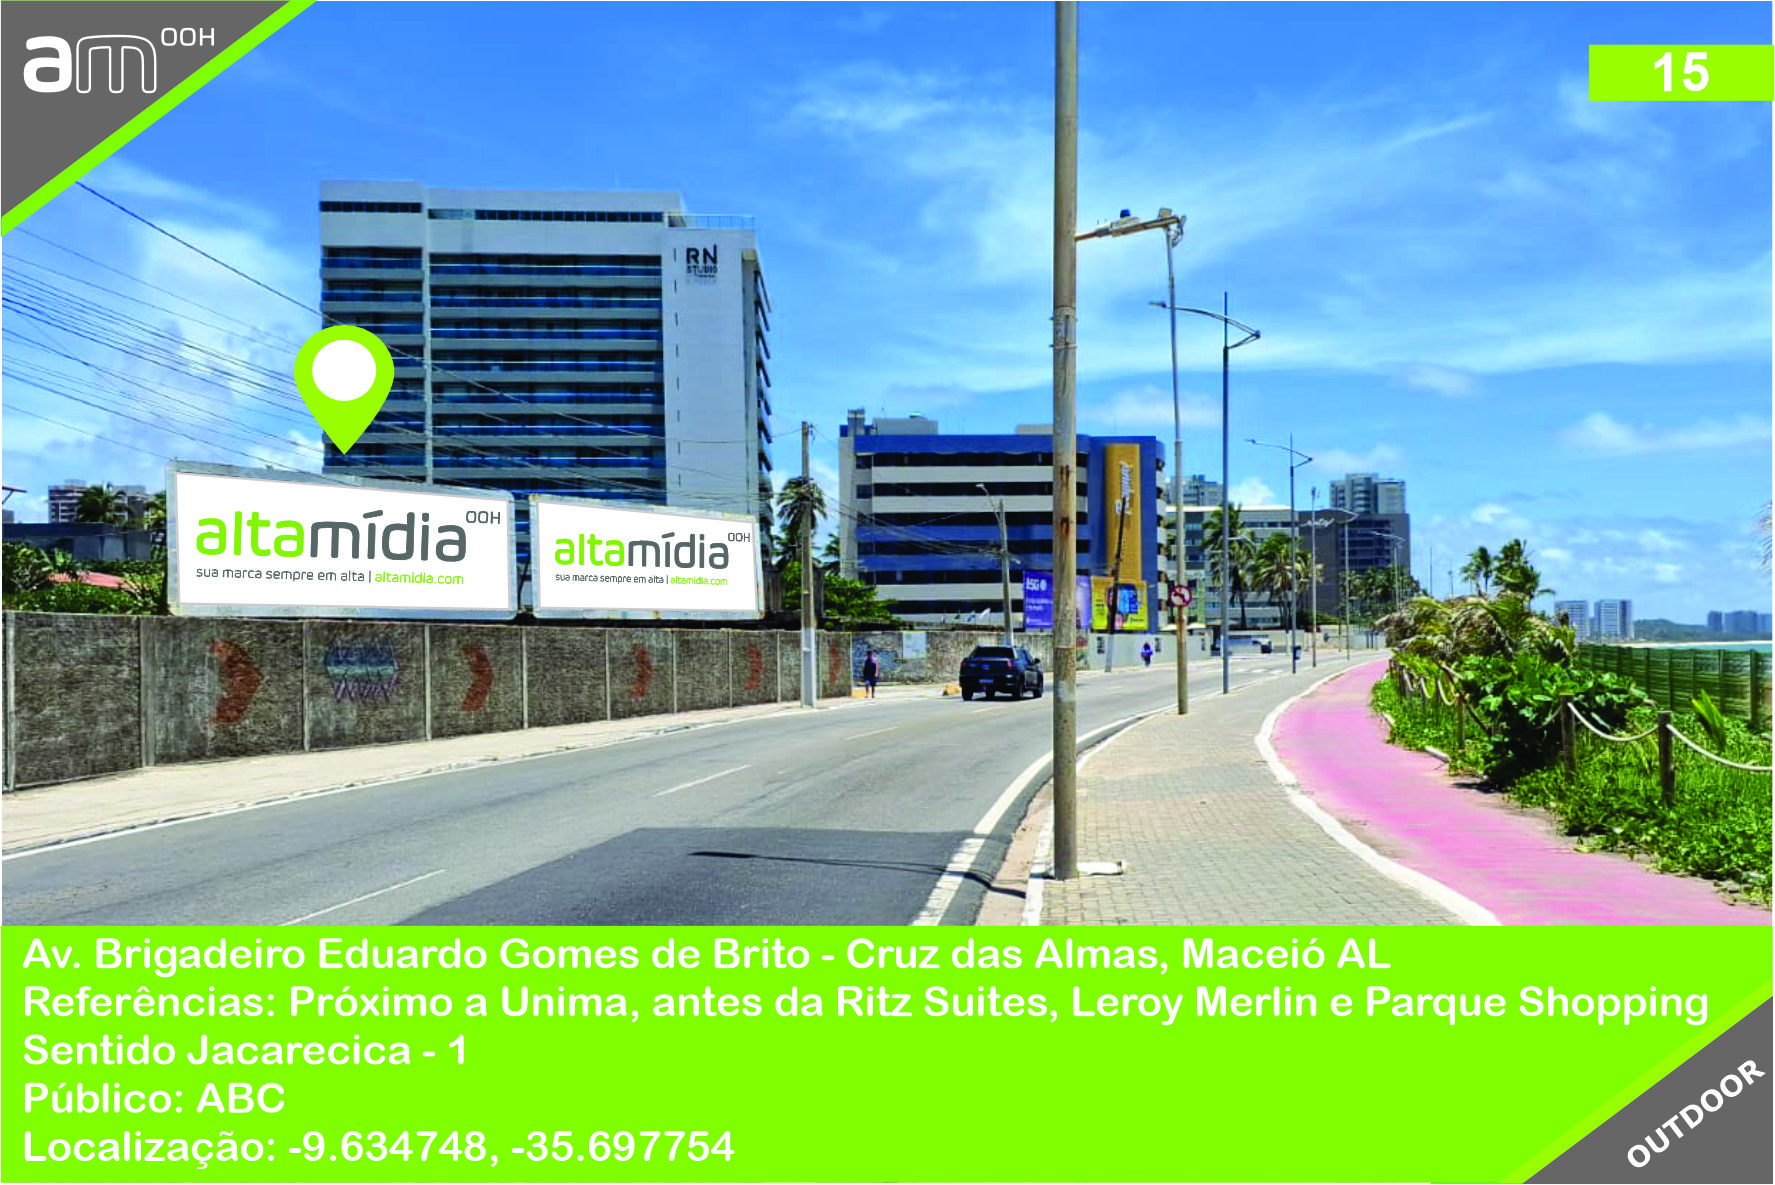 am OOH
15
RN
STUDIO
altamídia OOH
sua marca sempre em alta | altamidia.com
altamídia OOH
sua marca sempre em alta | altamidia.com
Av. Brigadeiro Eduardo Gomes de Brito - Cruz das Almas, Maceió AL
Referências: Próximo a Unima, antes da Ritz Suites, Leroy Merlin e Parque Shopping
Sentido Jacarecica - 1
Público: ABC
Localização: -9.634748, -35.697754
OUTDOOR